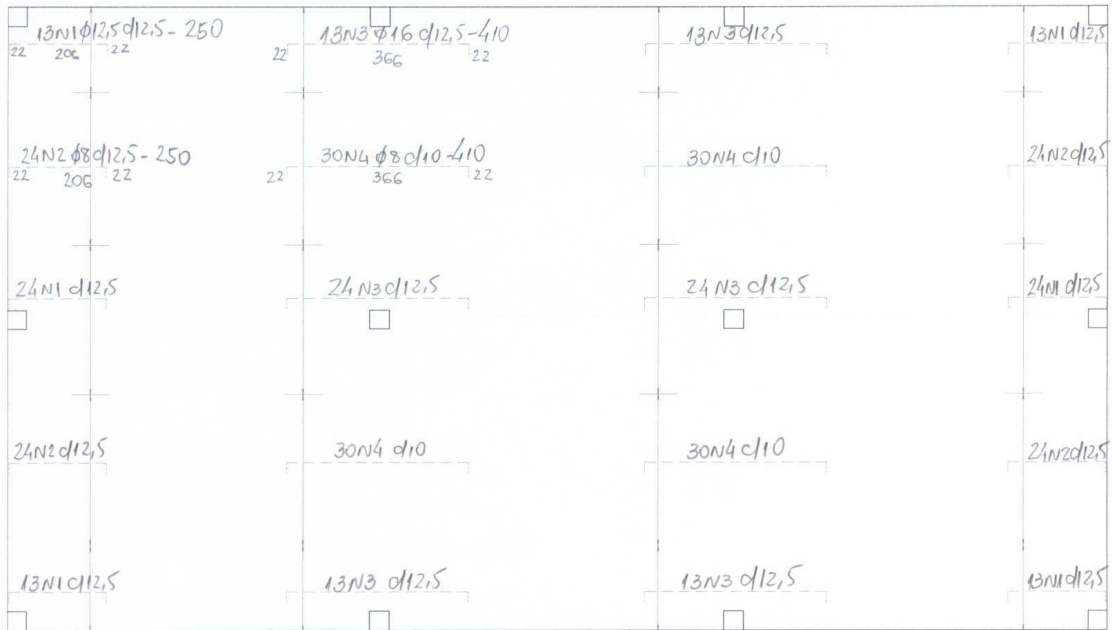 13N1 ϕ12,5 c/12,5 - 250
22 206 22
13N3 ϕ16 c/12,5-410
22 366 22
13N3 c/12,5
13N1 c/12,5
24N2 ϕ8 c/12,5 - 250
22 206 22
30N4 ϕ8 c/10-410
22 366 22
30N4 c/10
24N2 c/12,5
24N1 c/12,5
24N3 c/12,5
24N3 c/12,5
24N1 c/12,5
24N2 c/12,5
30N4 c/10
30N4 c/10
24N2 c/12,5
13N1 c/12,5
13N3 c/12,5
13N3 c/12,5
13N1 c/12,5